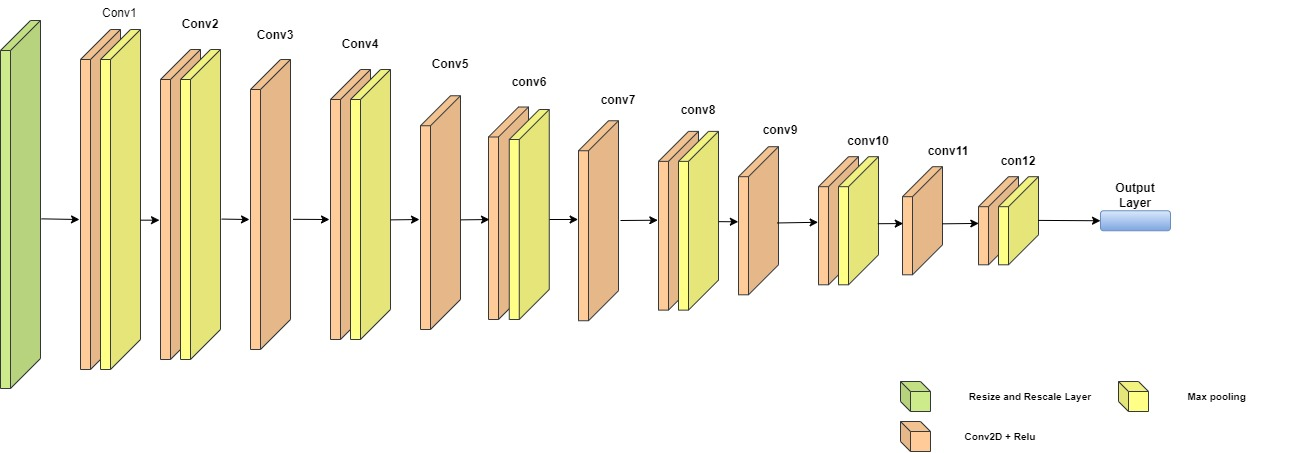 Conv1
Conv2
Conv3
Conv4
Conv5
conv6
conv7
conv8
conv9
conv10
conv11
con12
Output
Layer
Resize and Rescale Layer
Max pooling
Conv2D + Relu